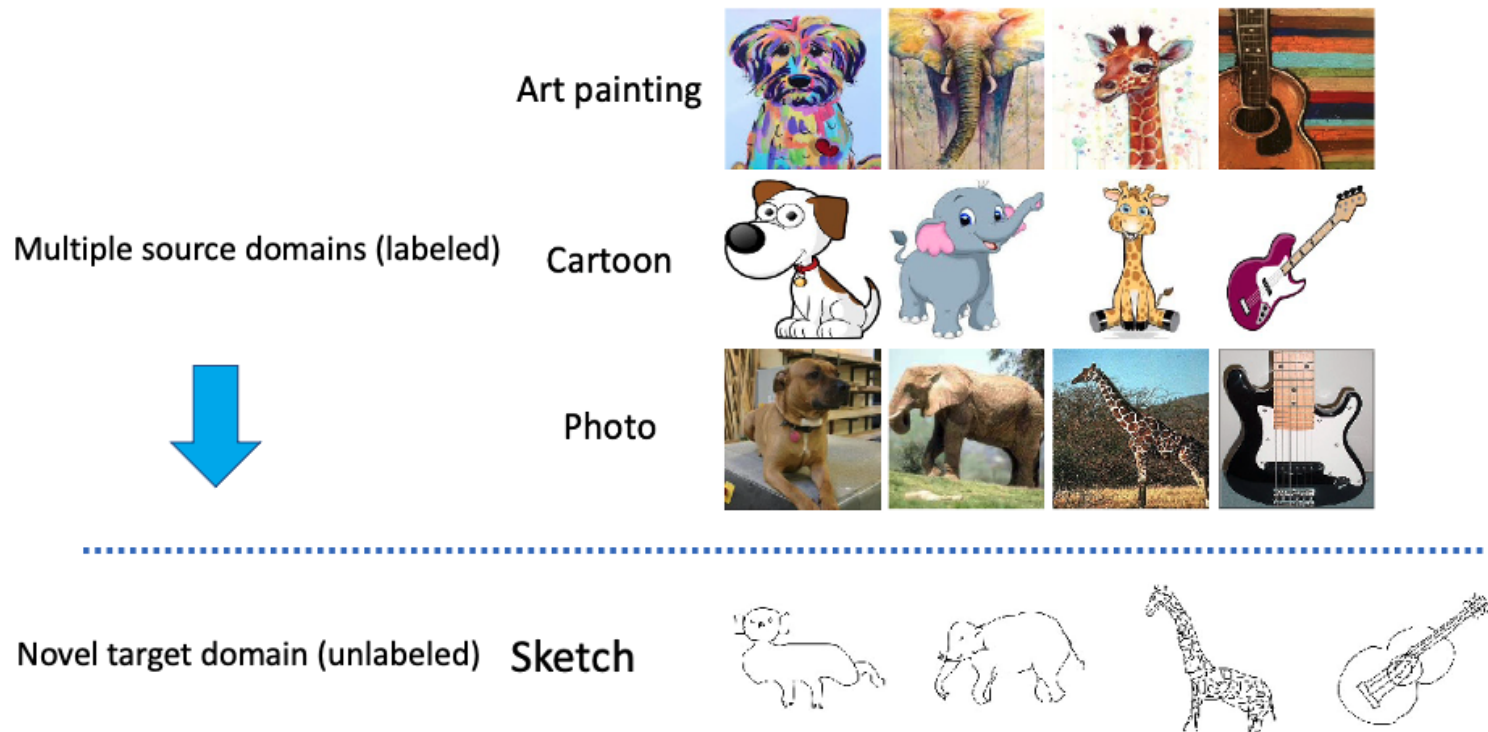 Art painting
Multiple source domains (labeled)
Cartoon
Photo
Novel target domain (unlabeled)
Sketch